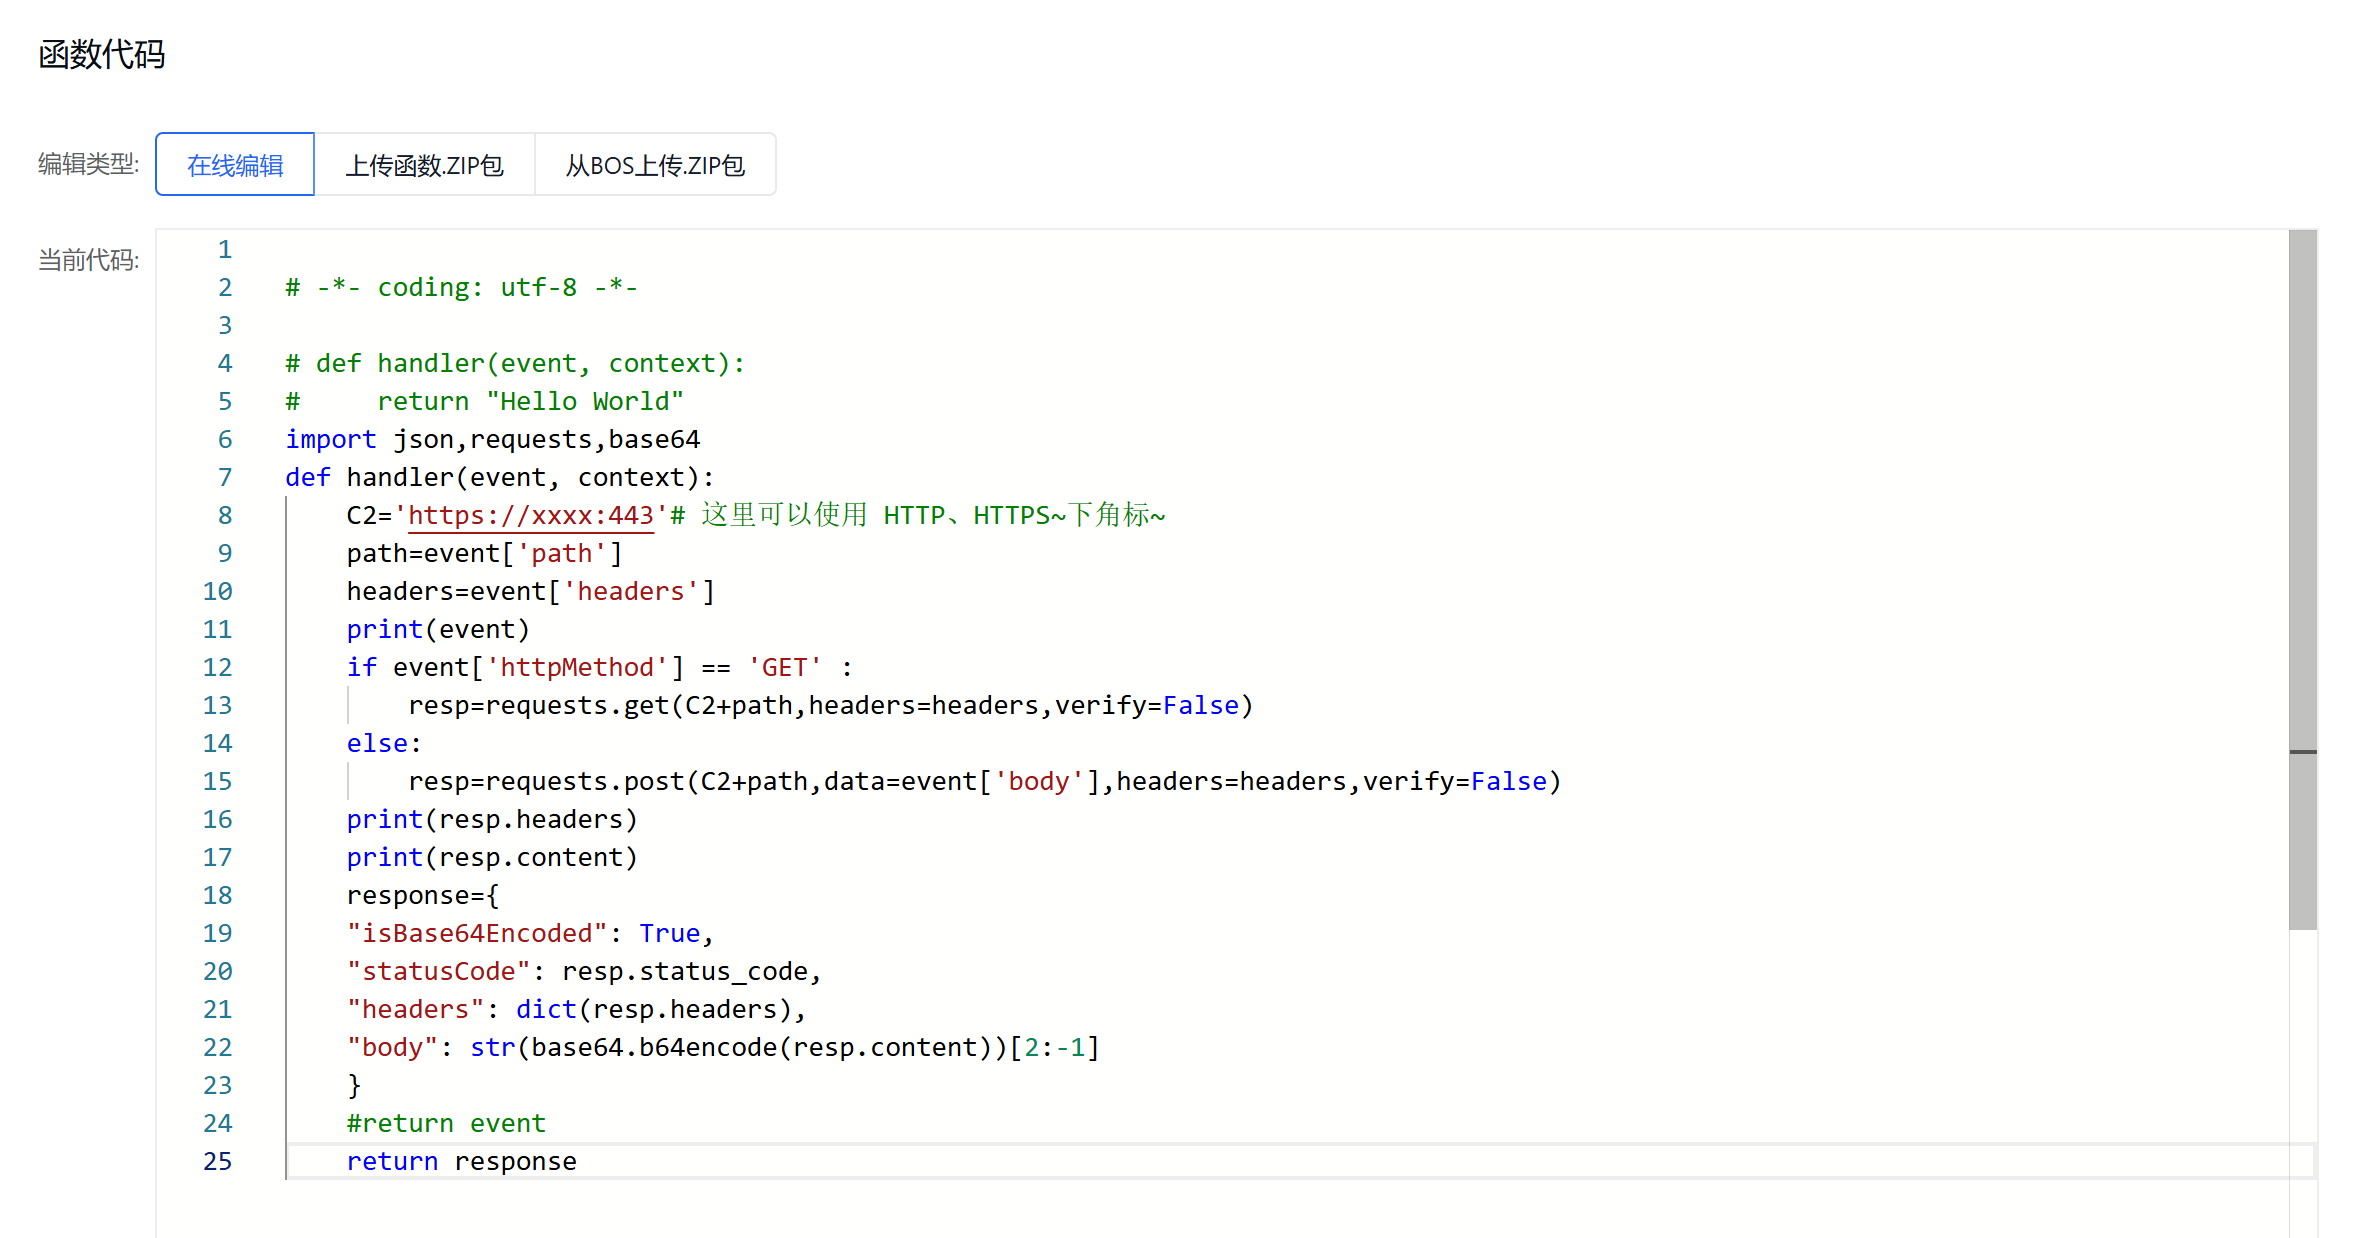 函数代码
编辑类型: 在线编辑 上传函数.ZIP包 从BOS上传.ZIP包
当前代码:
1
2 # -*- coding: utf-8 -*-
3
4 # def handler(event, context):
5 #     return "Hello World"
6 import json,requests,base64
7 def handler(event, context):
8     C2='https://xxxx:443'# 这里可以使用 HTTP、HTTPS~下角标~
9     path=event['path']
10     headers=event['headers']
11     print(event)
12     if event['httpMethod'] == 'GET' :
13         resp=requests.get(C2+path,headers=headers,verify=False)
14     else:
15         resp=requests.post(C2+path,data=event['body'],headers=headers,verify=False)
16     print(resp.headers)
17     print(resp.content)
18     response={
19     "isBase64Encoded": True,
20     "statusCode": resp.status_code,
21     "headers": dict(resp.headers),
22     "body": str(base64.b64encode(resp.content))[2:-1]
23     }
24     #return event
25     return response